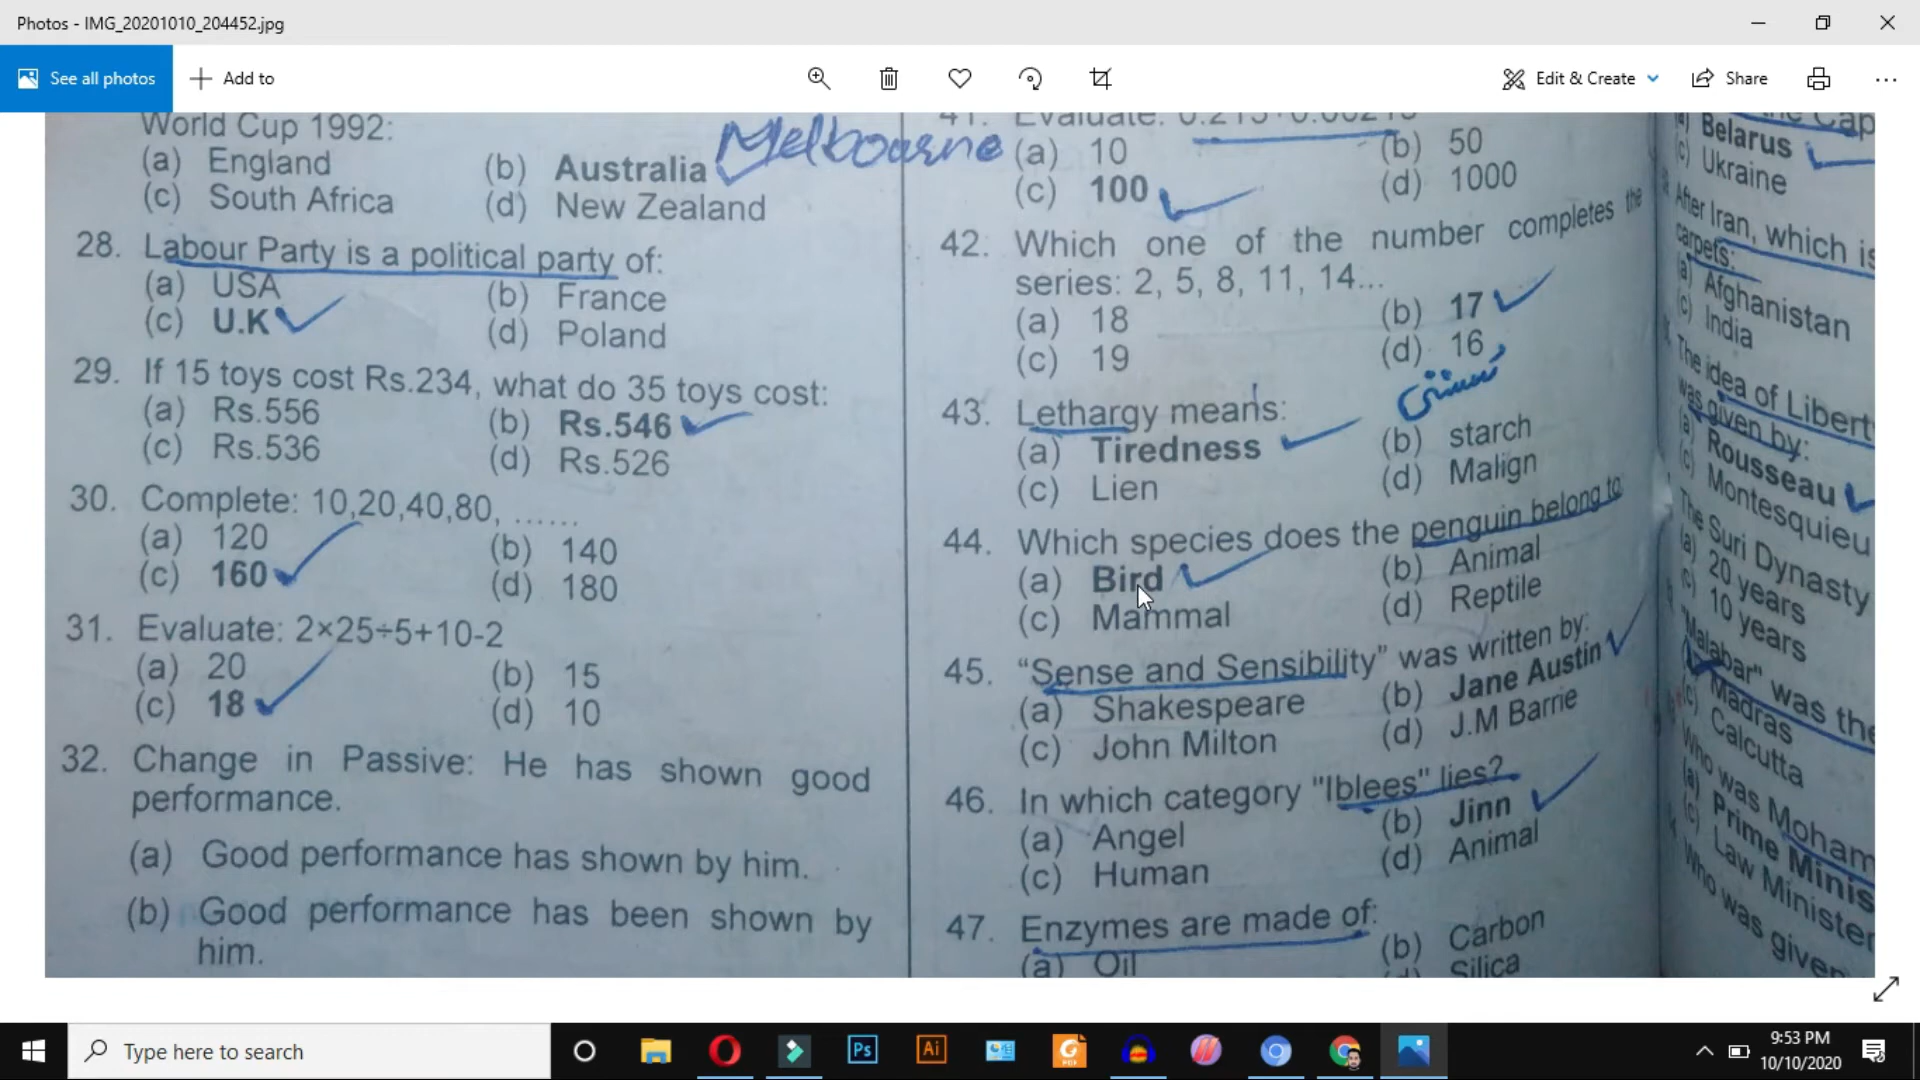 Photos - IMG_20201010_204452.jpg
See all photos
Add to
Edit & Create
Share
World Cup 1992:
(a) England (b) Australia Melbourne
(c) South Africa (d) New Zealand
28. Labour Party is a political party of:
(a) USA (b) France
(c) U.K (d) Poland
29. If 15 toys cost Rs.234, what do 35 toys cost:
(a) Rs.556 (b) Rs.546
(c) Rs.536 (d) Rs.526
30. Complete: 10,20,40,80, ......
(a) 120 (b) 140
(c) 160 (d) 180
31. Evaluate: 2×25÷5+10-2
(a) 20 (b) 15
(c) 18 (d) 10
32. Change in Passive: He has shown good
performance.
(a) Good performance has shown by him.
(b) Good performance has been shown by
him.
41. Evaluate:
(a) 10 (b) 50
(c) 100 (d) 1000
42. Which one of the number completes the
series: 2, 5, 8, 11, 14...
(a) 18 (b) 17
(c) 19 (d) 16
43. Lethargy means:
(a) Tiredness (b) starch
(c) Lien (d) Malign
44. Which species does the penguin belong to
(a) Bird (b) Animal
(c) Mammal (d) Reptile
45. “Sense and Sensibility” was written by:
(a) Shakespeare (b) Jane Austin
(c) John Milton (d) J.M Barrie
46. In which category "Iblees" lies?
(a) Angel (b) Jinn
(c) Human (d) Animal
47. Enzymes are made of:
(a) Oil (b) Carbon
Silica
(a) Belarus
(c) Ukraine
After Iran, which is
carpets:
(a) Afghanistan
(c) India
The idea of Libert
was given by:
(a) Rousseau
(c) Montesquieu
The Suri Dynasty
(a) 20 years
(c) 10 years
"Malabar" was the
Madras
(c) Calcutta
Who was Moham
(a) Prime Minis
(c) Law Minister
Who was given
Type here to search
Ps
Ai
9:53 PM
10/10/2020